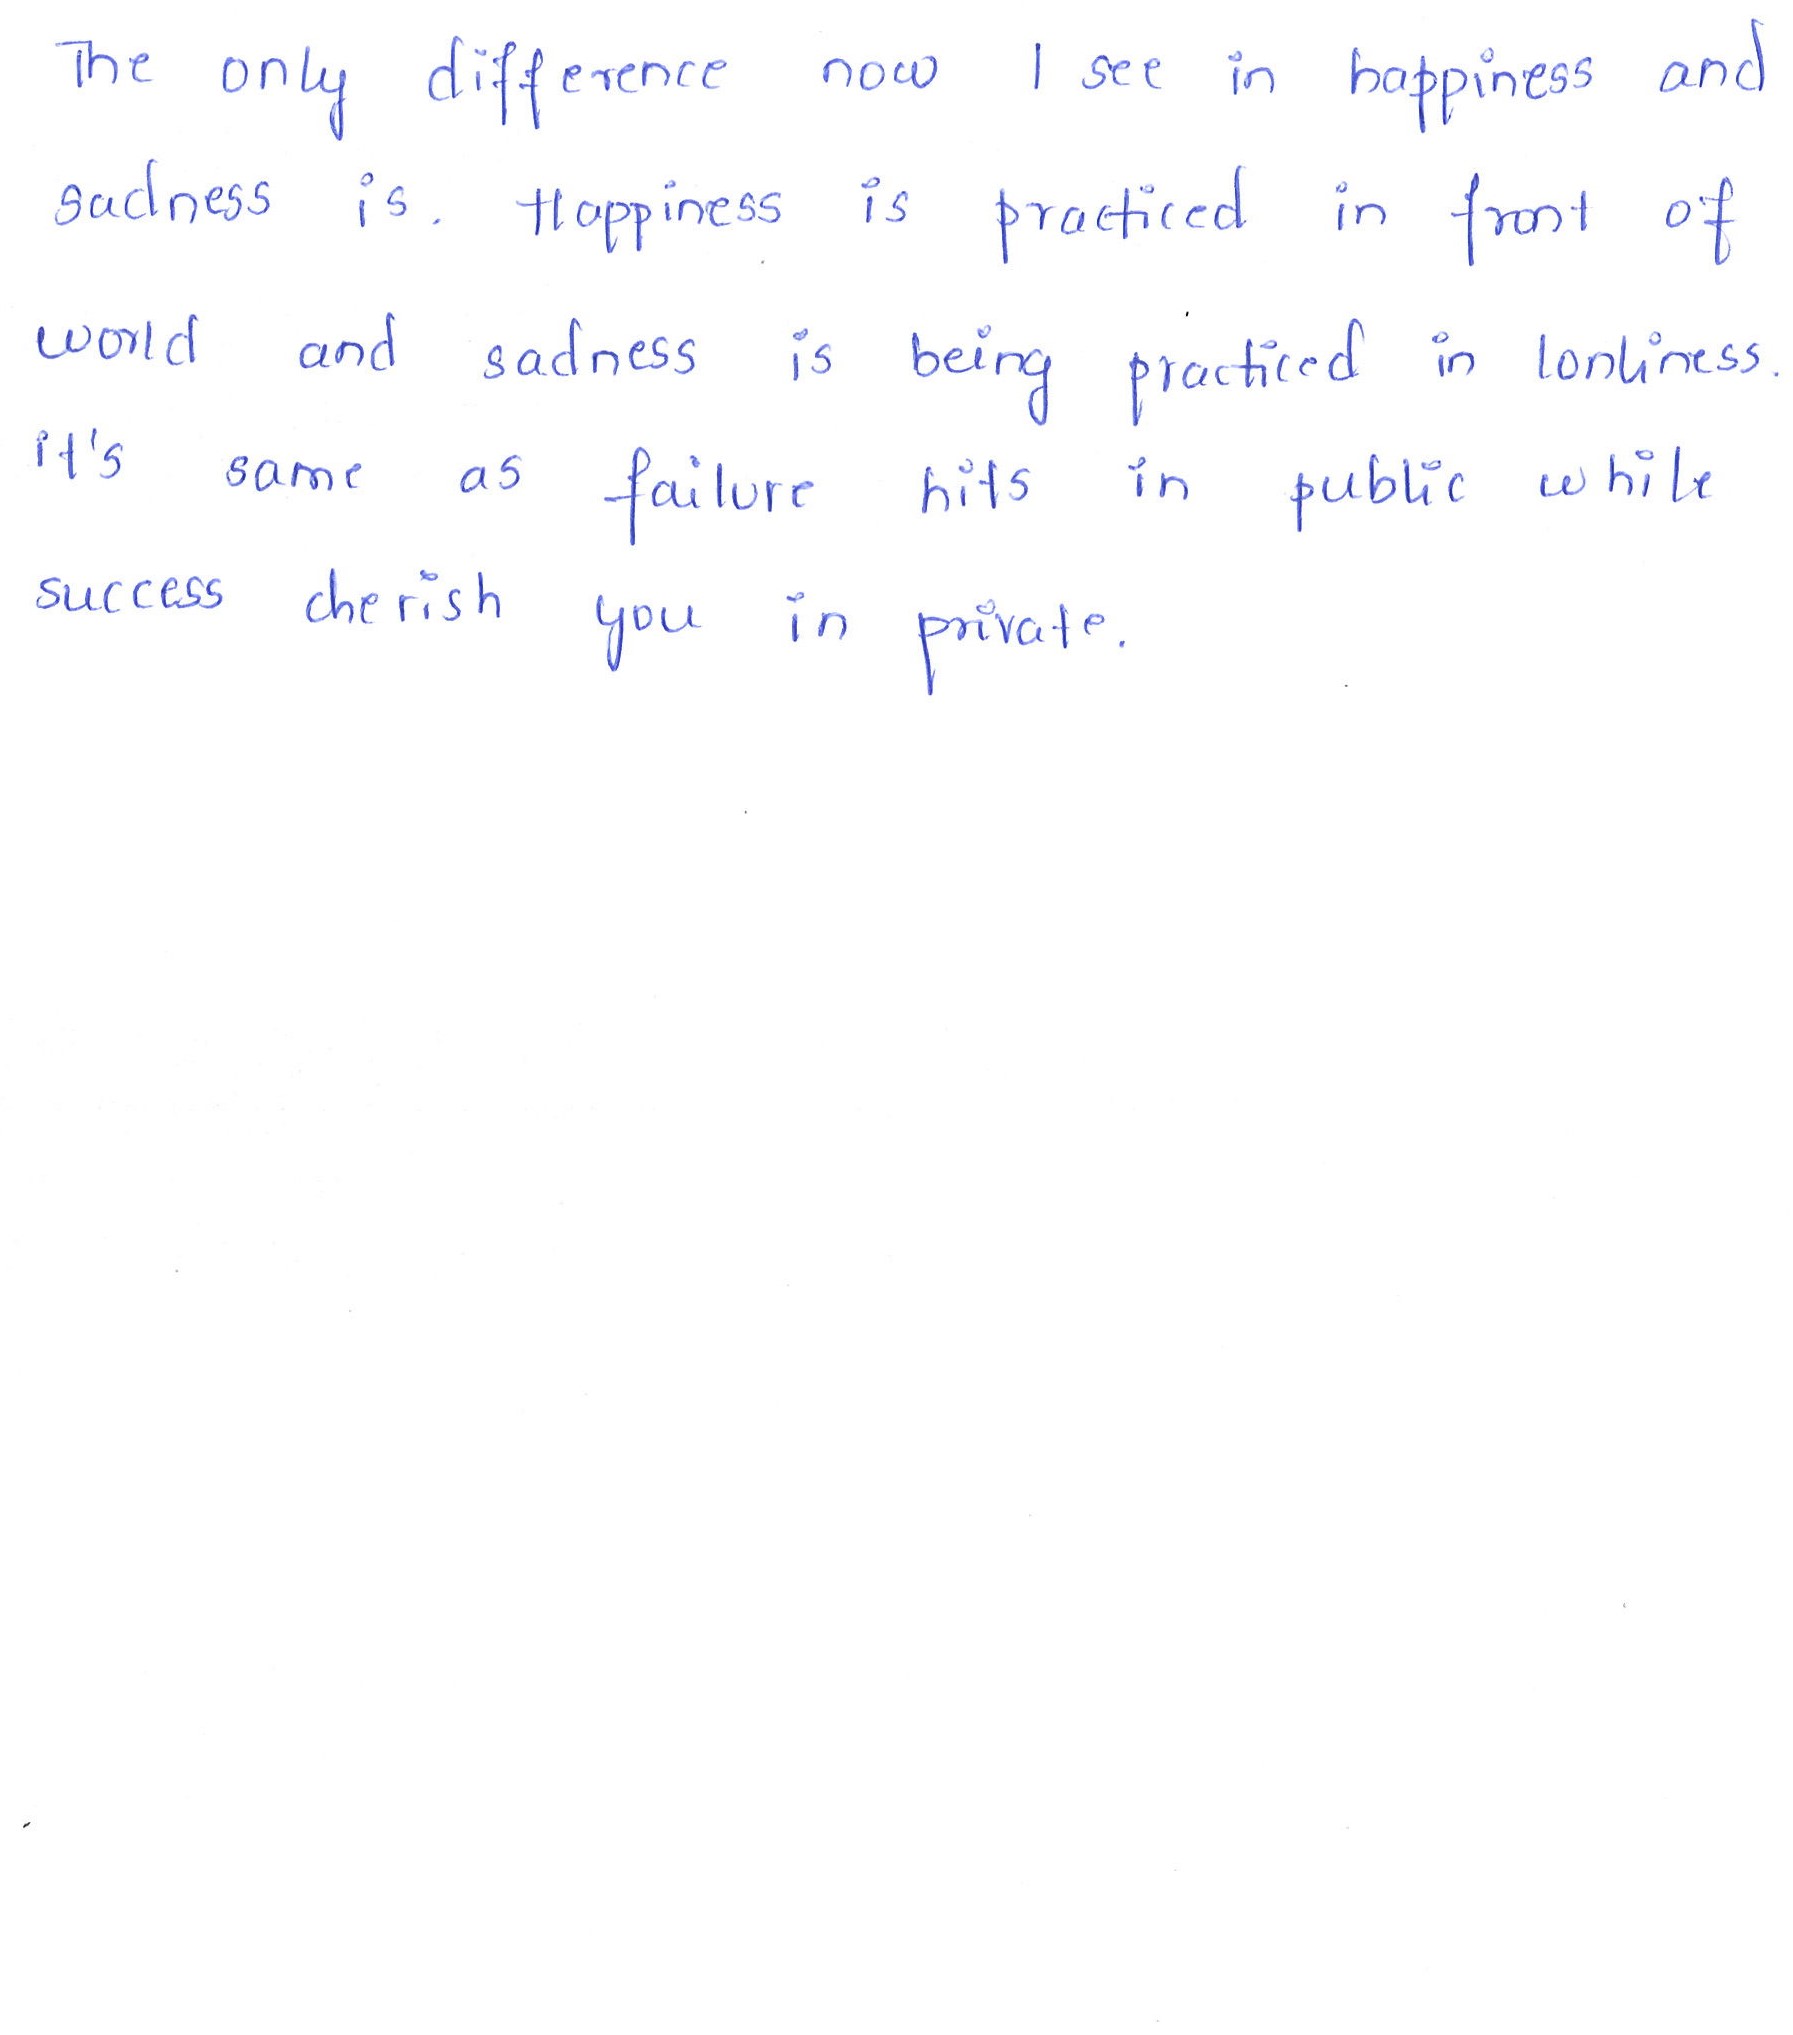 The only difference now I see in happiness and
sadness is. Happiness is practiced in front of
world and sadness is being practiced in lonliness.
it's same as failure hits in public while
success cherish you in private.